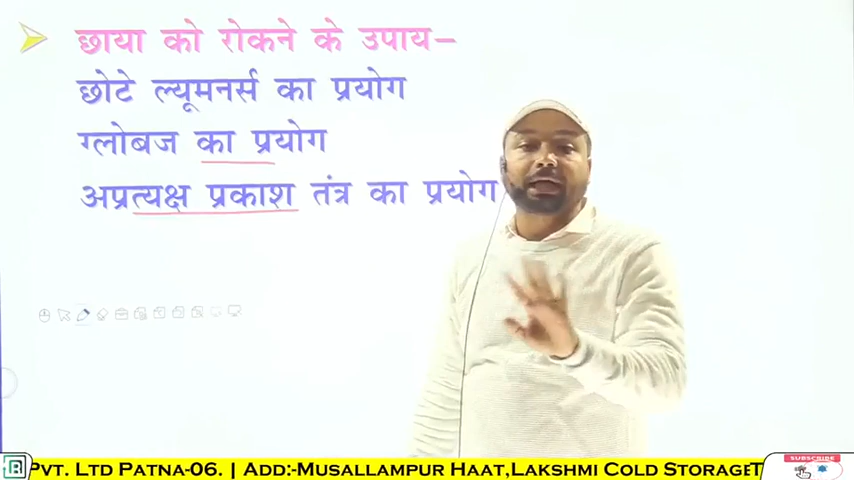 छाया को रोकने के उपाय–
छोटे ल्यूमनर्स का प्रयोग
ग्लोबज का प्रयोग
अप्रत्यक्ष प्रकाश तंत्र का प्रयोग
PVT. LTD PATNA-06. | ADD:-MUSALLAMPUR HAAT,LAKSHMI COLD STORAGE
SUBSCRIBE